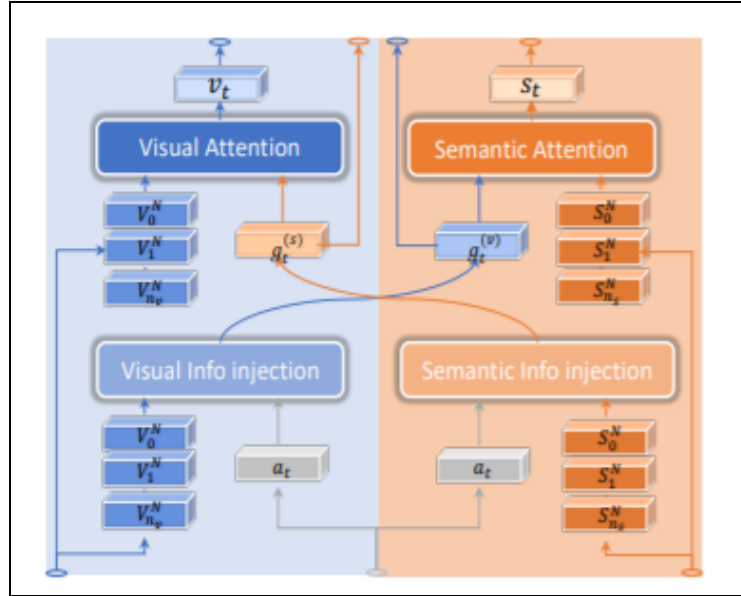 v_t s_t
Visual Attention Semantic Attention
V_0^N S_0^N
V_1^N g_t^{(s)} g_t^{(v)} S_1^N
V_{n_v}^N S_{n_s}^N
Visual Info injection Semantic Info injection
V_0^N S_0^N
V_1^N a_t a_t S_1^N
V_{n_v}^N S_{n_s}^N